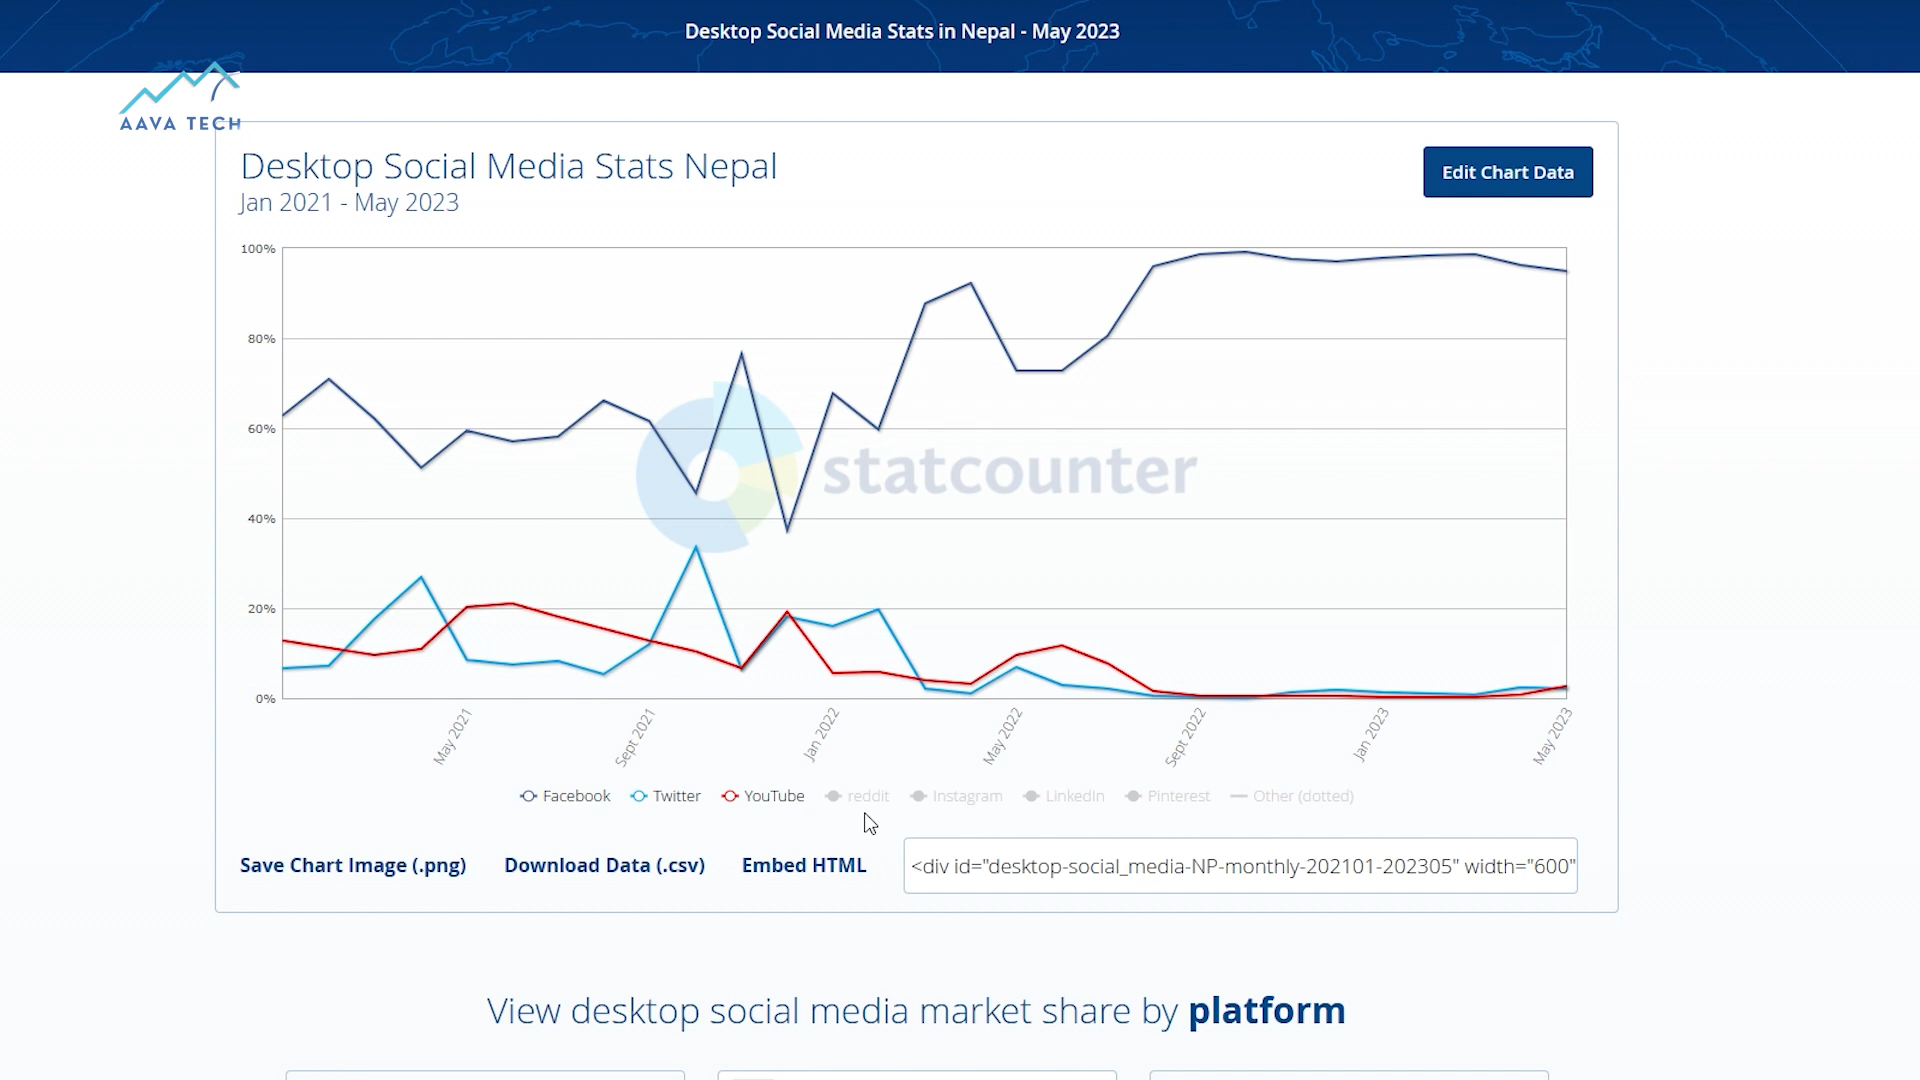 Desktop Social Media Stats in Nepal - May 2023
AAVA TECH
Desktop Social Media Stats Nepal
Jan 2021 - May 2023
Edit Chart Data
100%
80%
60%
40%
20%
0%
statcounter
May 2021
Sept 2021
Jan 2022
May 2022
Sept 2022
Jan 2023
May 2023
Facebook Twitter YouTube reddit Instagram LinkedIn Pinterest Other (dotted)
Save Chart Image (.png) Download Data (.csv) Embed HTML <div id="desktop-social_media-NP-monthly-202101-202305" width="600"
View desktop social media market share by platform